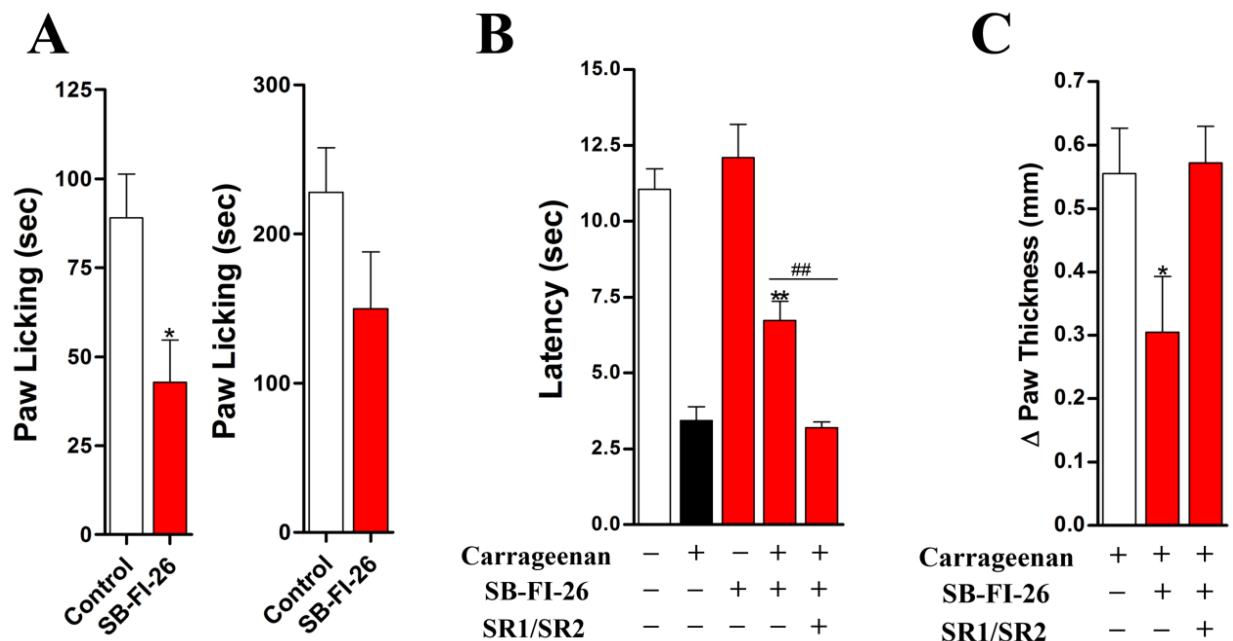 A
Paw Licking (sec)
125
100
75
50
25
0
*
Control
SB-FI-26
Paw Licking (sec)
300
200
100
0
Control
SB-FI-26
B
Latency (sec)
15.0
12.5
10.0
7.5
5.0
2.5
0.0
##
**
Carrageenan – + – + +
SB-FI-26 – – + + +
SR1/SR2 – – – – +
C
Δ Paw Thickness (mm)
0.7
0.6
0.5
0.4
0.3
0.2
0.1
0.0
*
Carrageenan + + +
SB-FI-26 – + +
SR1/SR2 – – +